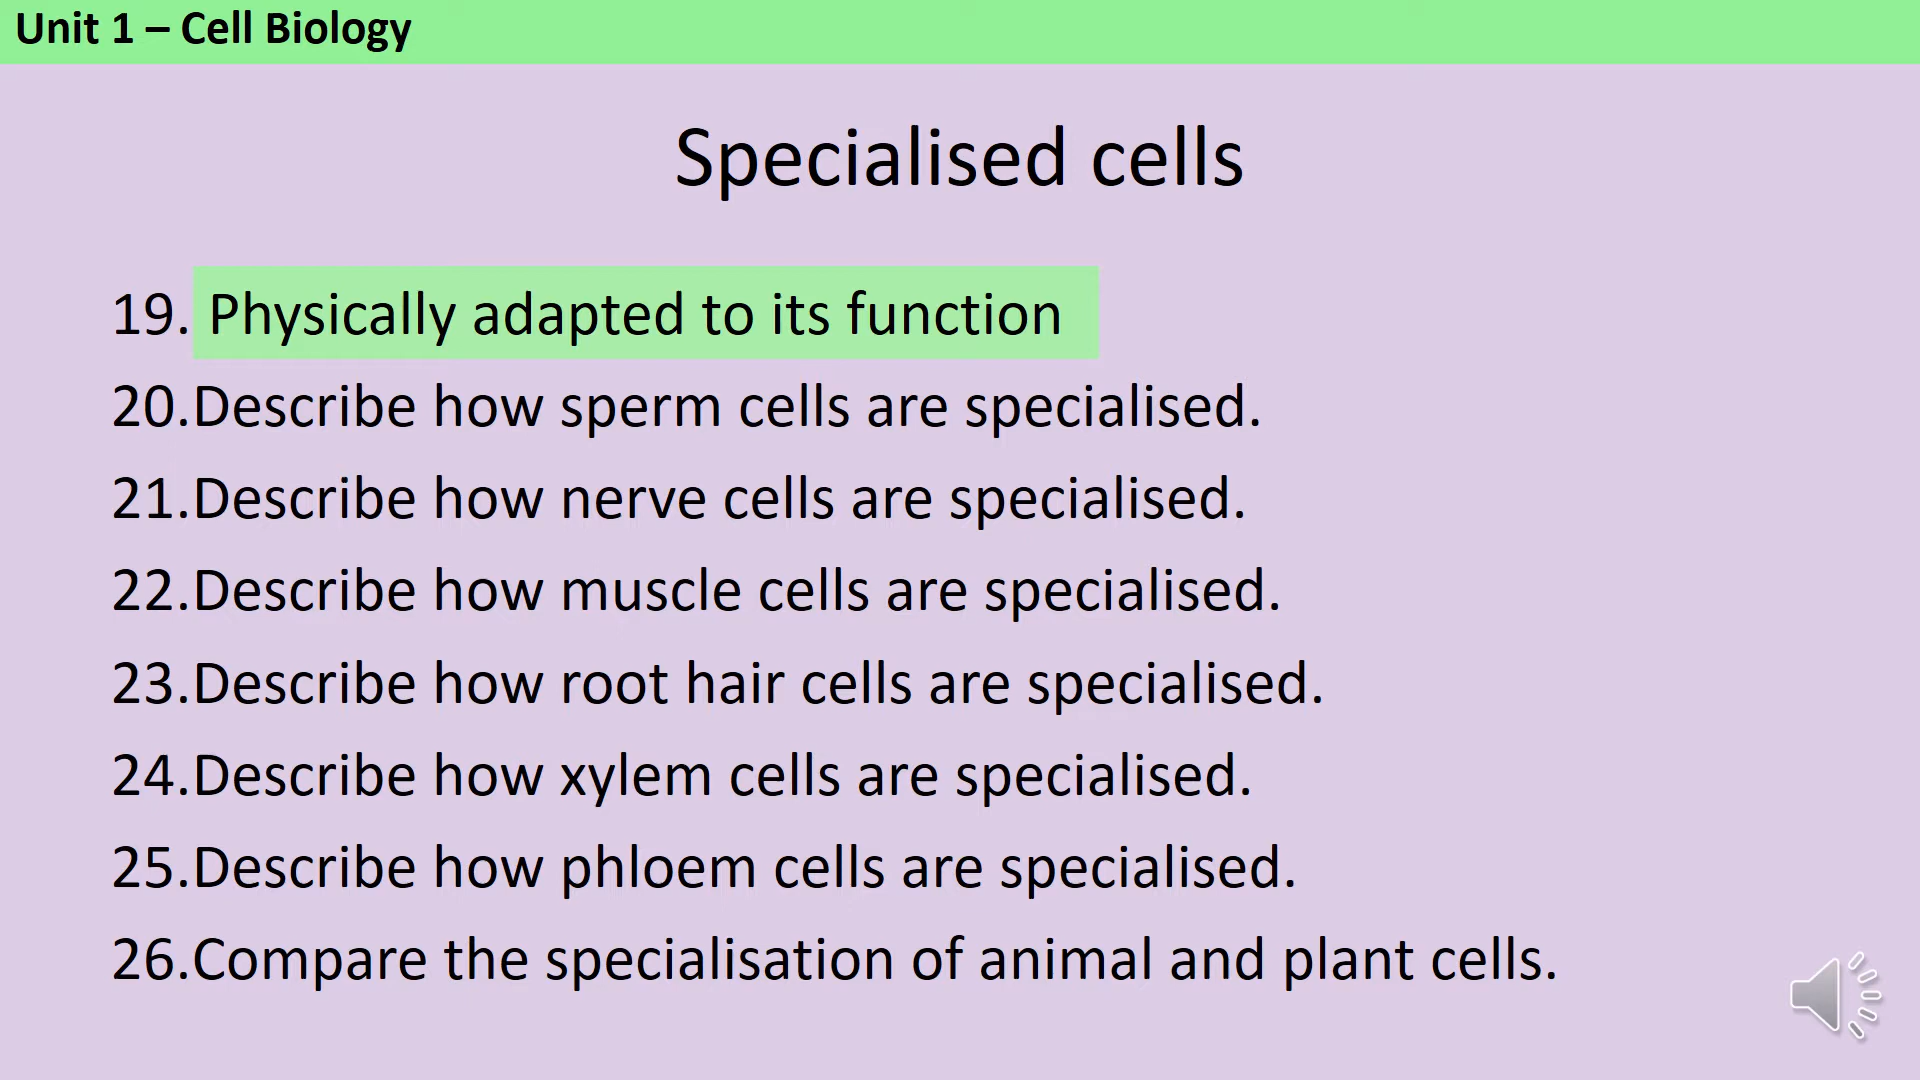 Unit 1 – Cell Biology
Specialised cells
19. Physically adapted to its function
20.Describe how sperm cells are specialised.
21.Describe how nerve cells are specialised.
22.Describe how muscle cells are specialised.
23.Describe how root hair cells are specialised.
24.Describe how xylem cells are specialised.
25.Describe how phloem cells are specialised.
26.Compare the specialisation of animal and plant cells.